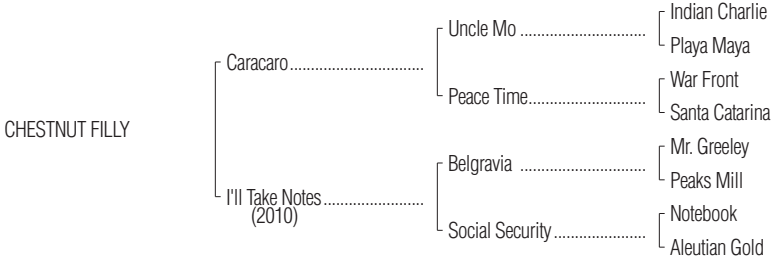 Indian Charlie
Uncle Mo ..............................
Playa Maya
Caracaro................................
War Front
Peace Time............................
Santa Catarina
CHESTNUT FILLY
Mr. Greeley
Belgravia ..............................
Peaks Mill
I'll Take Notes........................
(2010)
Notebook
Social Security......................
Aleutian Gold